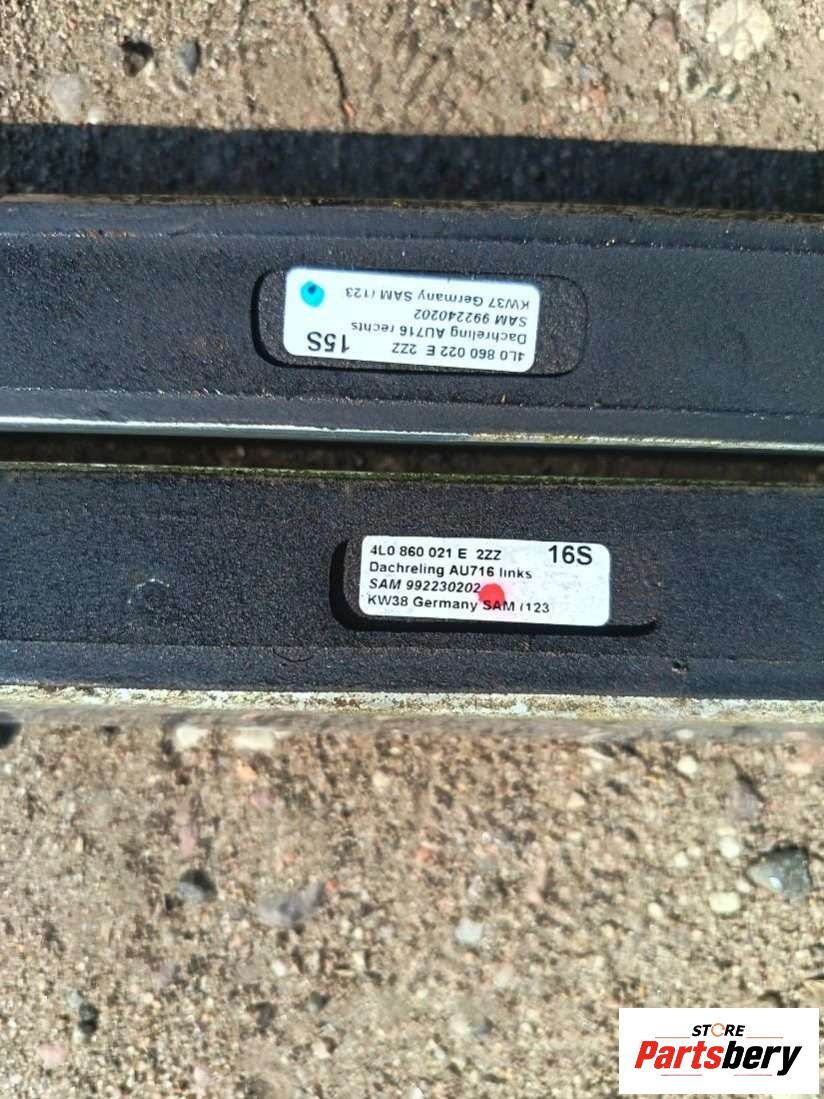 4L0 860 022 E 2ZZ 15S
Dachreling AU716 rechts
SAM 992240202
KW37 Germany SAM /123
4L0 860 021 E 2ZZ 16S
Dachreling AU716 links
SAM 992230202
KW38 Germany SAM /123
STORE
Partsbery